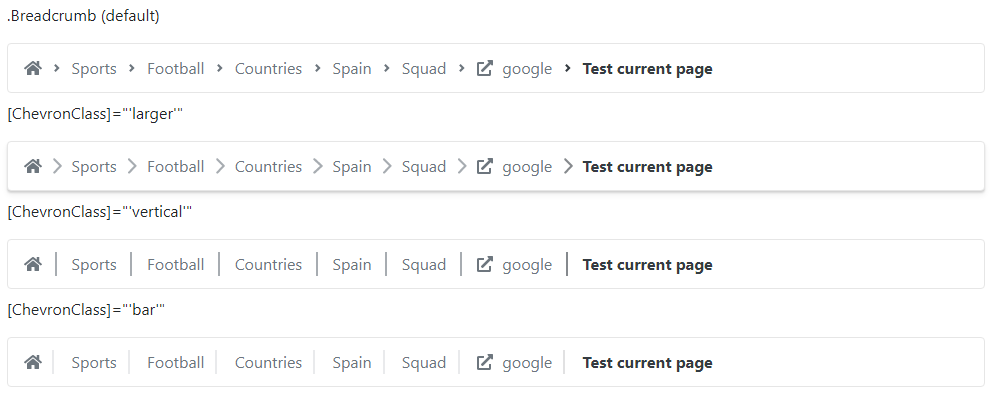 .Breadcrumb (default)
Sports Football Countries Spain Squad google Test current page
[ChevronClass]="'larger'"
Sports Football Countries Spain Squad google Test current page
[ChevronClass]="'vertical'"
Sports Football Countries Spain Squad google Test current page
[ChevronClass]="'bar'"
Sports Football Countries Spain Squad google Test current page